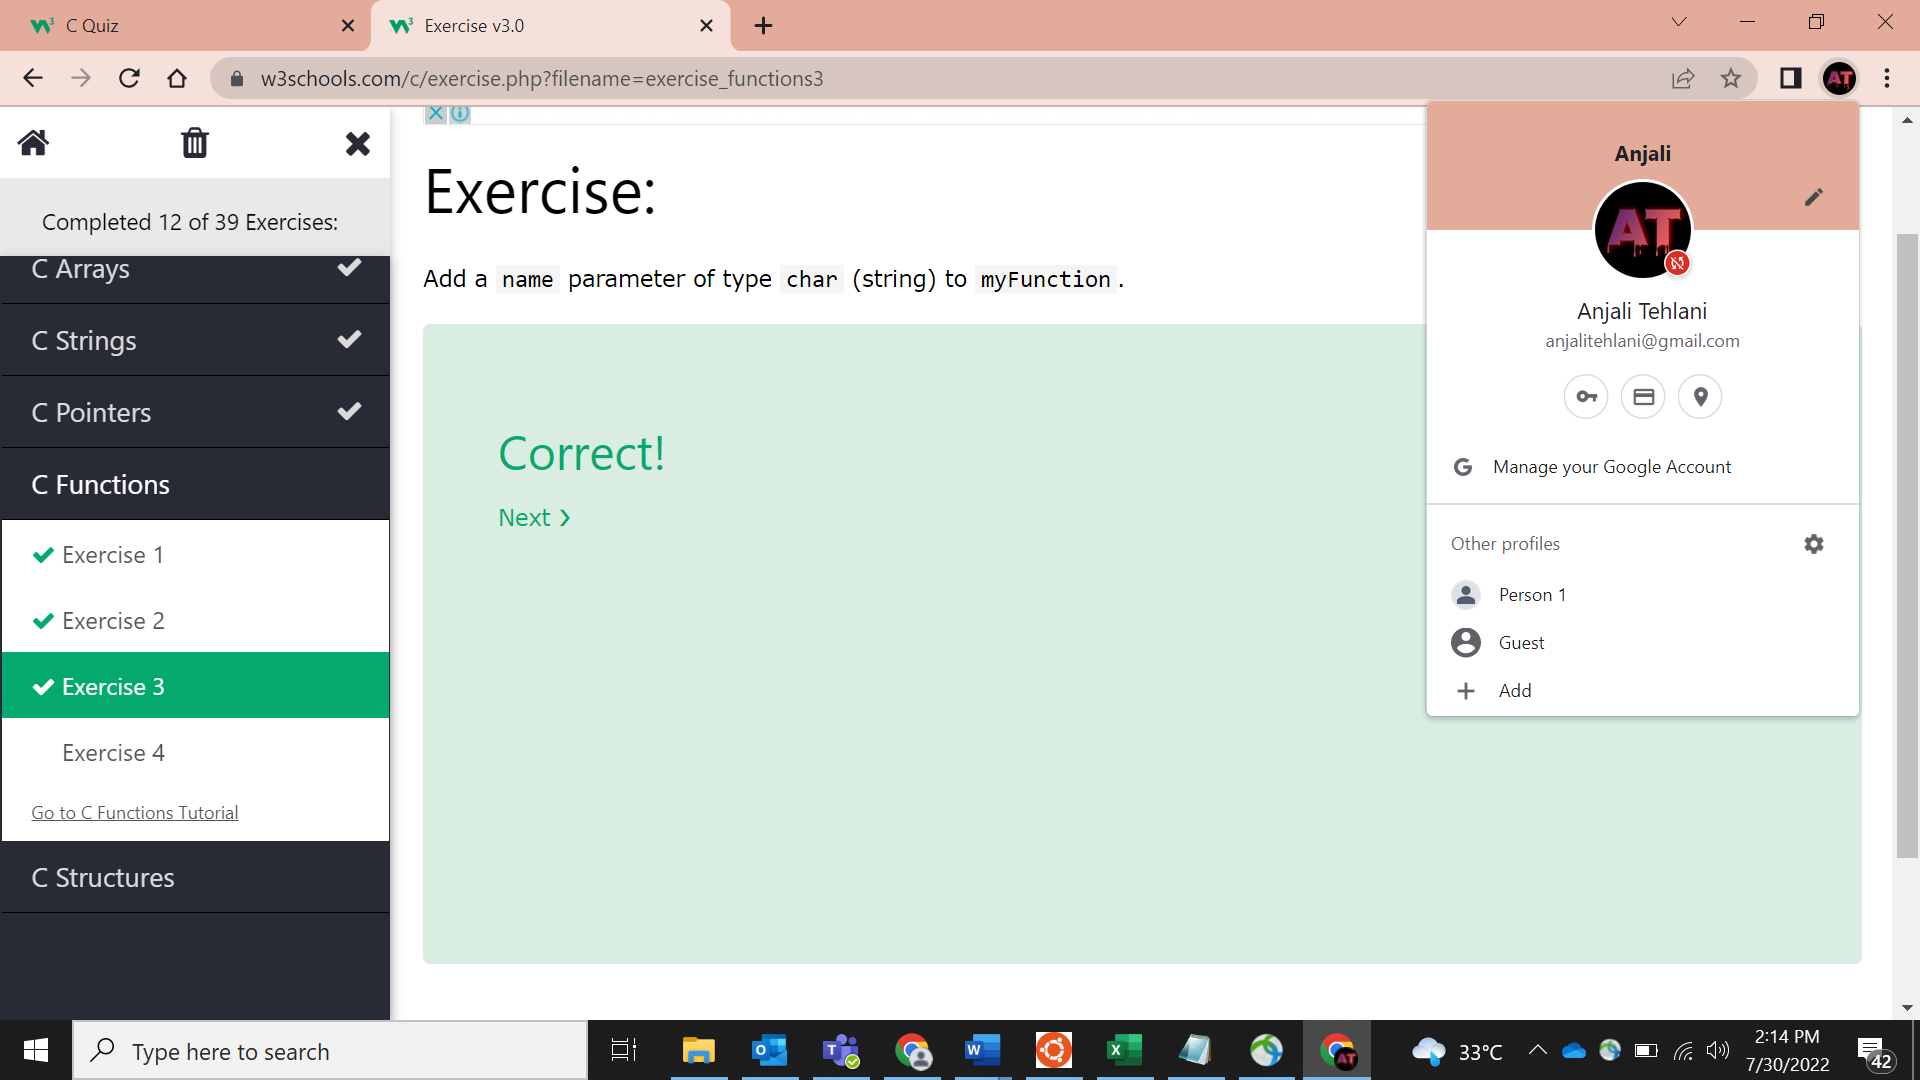 C Quiz
Exercise v3.0
w3schools.com/c/exercise.php?filename=exercise_functions3
AT
Completed 12 of 39 Exercises:
C Arrays
C Strings
C Pointers
C Functions
Exercise 1
Exercise 2
Exercise 3
Exercise 4
Go to C Functions Tutorial
C Structures
Exercise:
Add a name parameter of type char (string) to myFunction.
Correct!
Next ❯
Anjali
AT
Anjali Tehlani
anjalitehlani@gmail.com
G Manage your Google Account
Other profiles
Person 1
Guest
Add
Type here to search
33°C
2:14 PM
7/30/2022
42